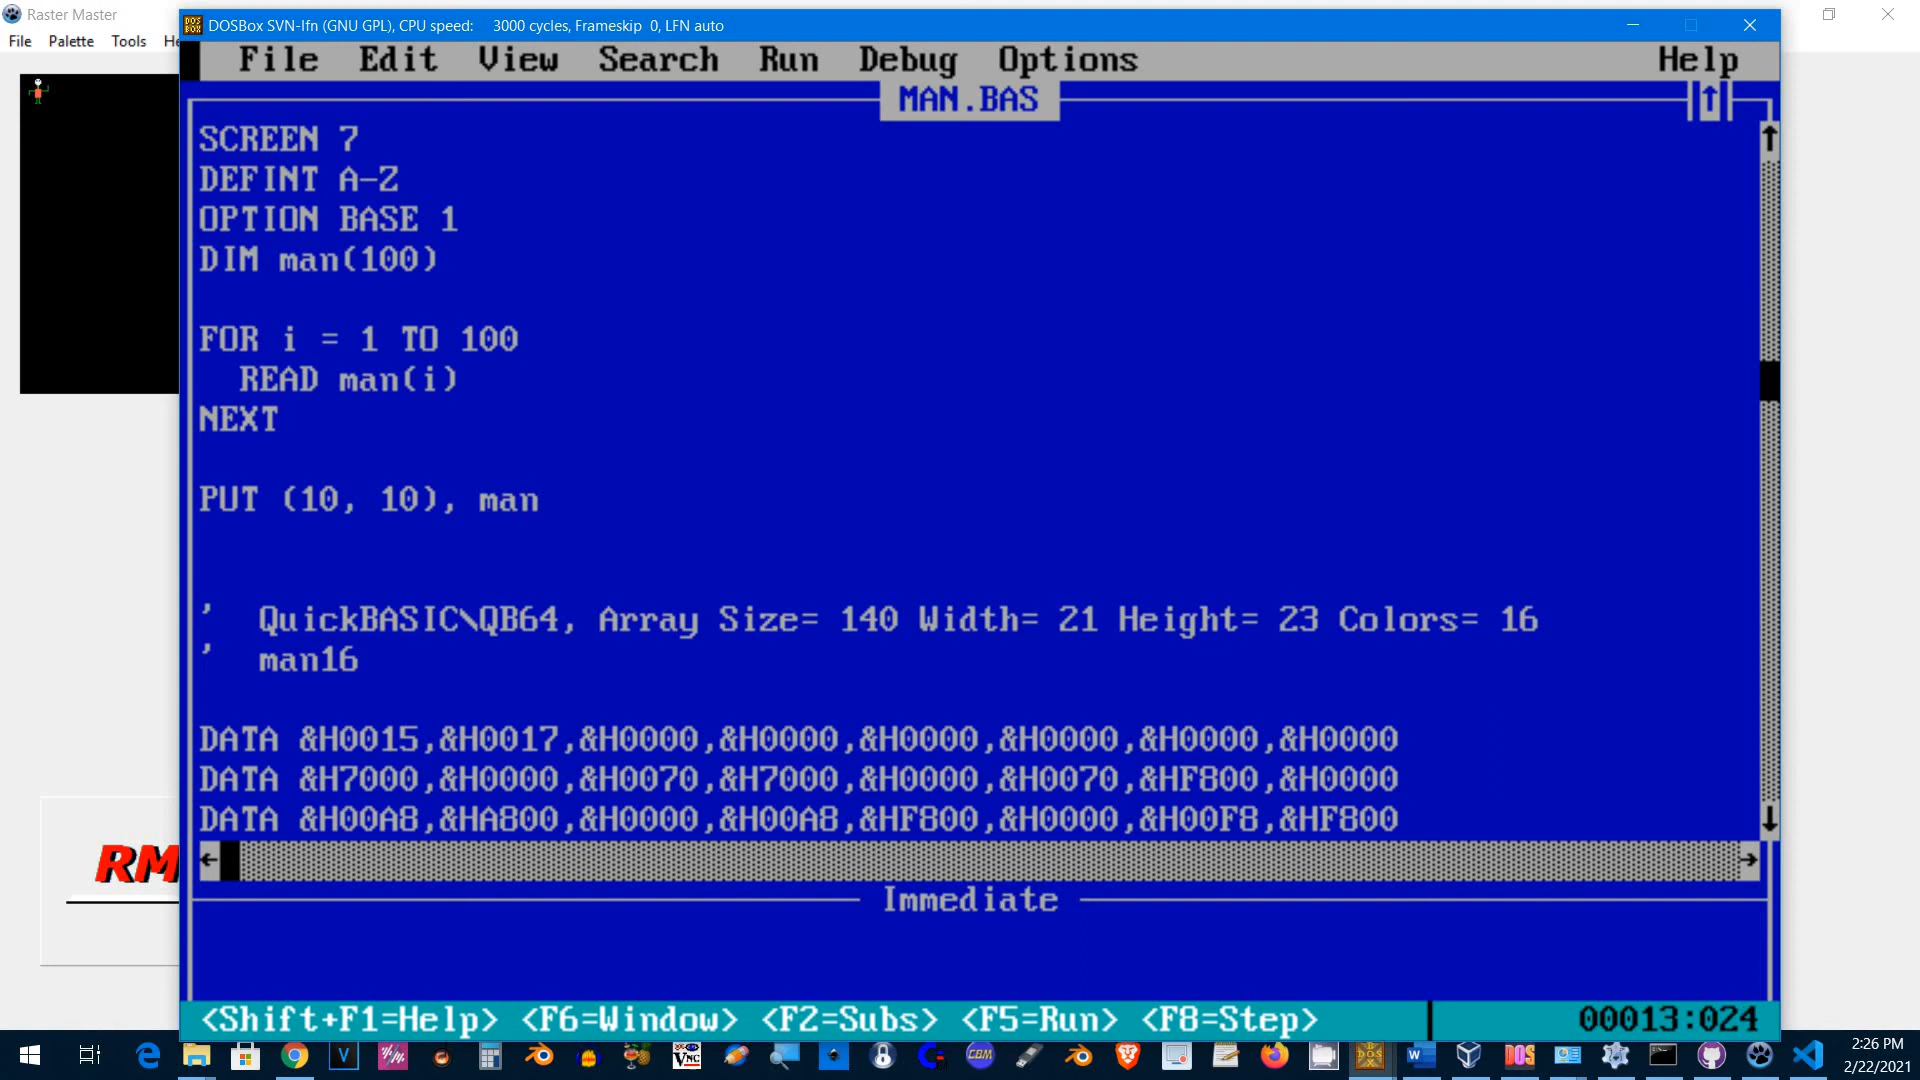 Raster Master
File Palette Tools He
DOSBox SVN-lfn (GNU GPL), CPU speed: 3000 cycles, Frameskip 0, LFN auto
File Edit View Search Run Debug Options Help
MAN.BAS
SCREEN 7
DEFINT A-Z
OPTION BASE 1
DIM man(100)
FOR i = 1 TO 100
READ man(i)
NEXT
PUT (10, 10), man
' QuickBASIC\QB64, Array Size= 140 Width= 21 Height= 23 Colors= 16
' man16
DATA &H0015,&H0017,&H0000,&H0000,&H0000,&H0000,&H0000,&H0000
DATA &H7000,&H0000,&H0070,&H7000,&H0000,&H0070,&HF800,&H0000
DATA &H00A8,&HA800,&H0000,&H00A8,&HF800,&H0000,&H00F8,&HF800
RM
Immediate
<Shift+F1=Help> <F6=Window> <F2=Subs> <F5=Run> <F8=Step> 00013:024
2:26 PM
2/22/2021